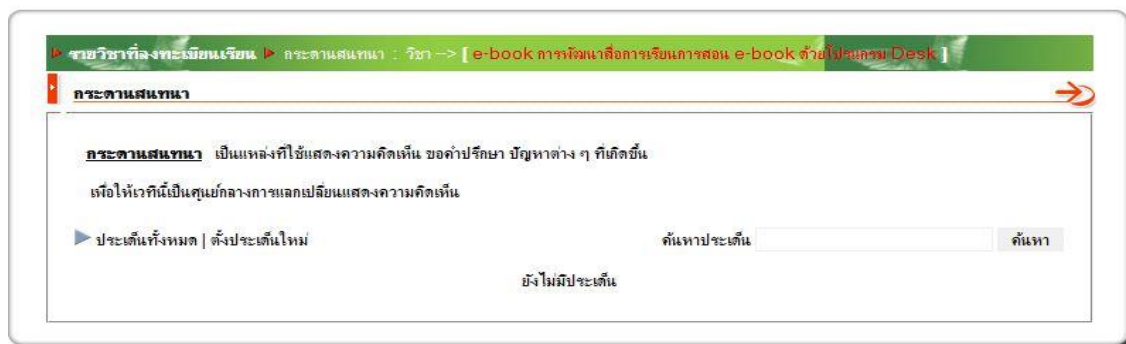 รายวิชาที่ลงทะเบียนเรียน กระดานสนทนา : วิชา --> [ e-book การพัฒนาสื่อการเรียนการสอน e-book ด้วยโปรแกรม Desk ]
กระดานสนทนา
กระดานสนทนา เป็นแหล่งที่ใช้แสดงความคิดเห็น ขอคำปรึกษา ปัญหาต่าง ๆ ที่เกิดขึ้น
เพื่อให้เวทีนี้เป็นศูนย์กลางการแลกเปลี่ยนแสดงความคิดเห็น
ประเด็นทั้งหมด | ตั้งประเด็นใหม่ ค้นหาประเด็น ค้นหา
ยังไม่มีประเด็น